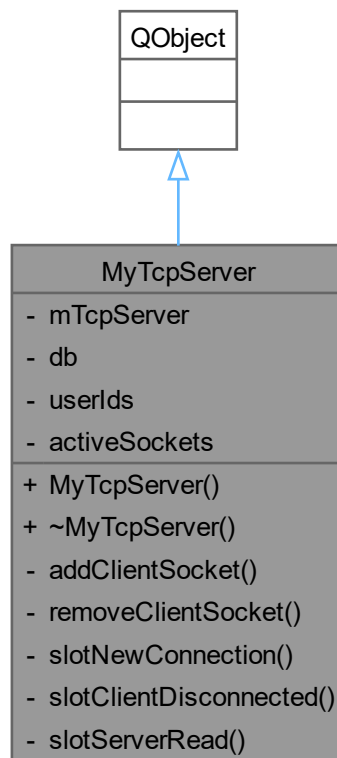 QObject
MyTcpServer
- mTcpServer
- db
- userIds
- activeSockets
+ MyTcpServer()
+ ~MyTcpServer()
- addClientSocket()
- removeClientSocket()
- slotNewConnection()
- slotClientDisconnected()
- slotServerRead()